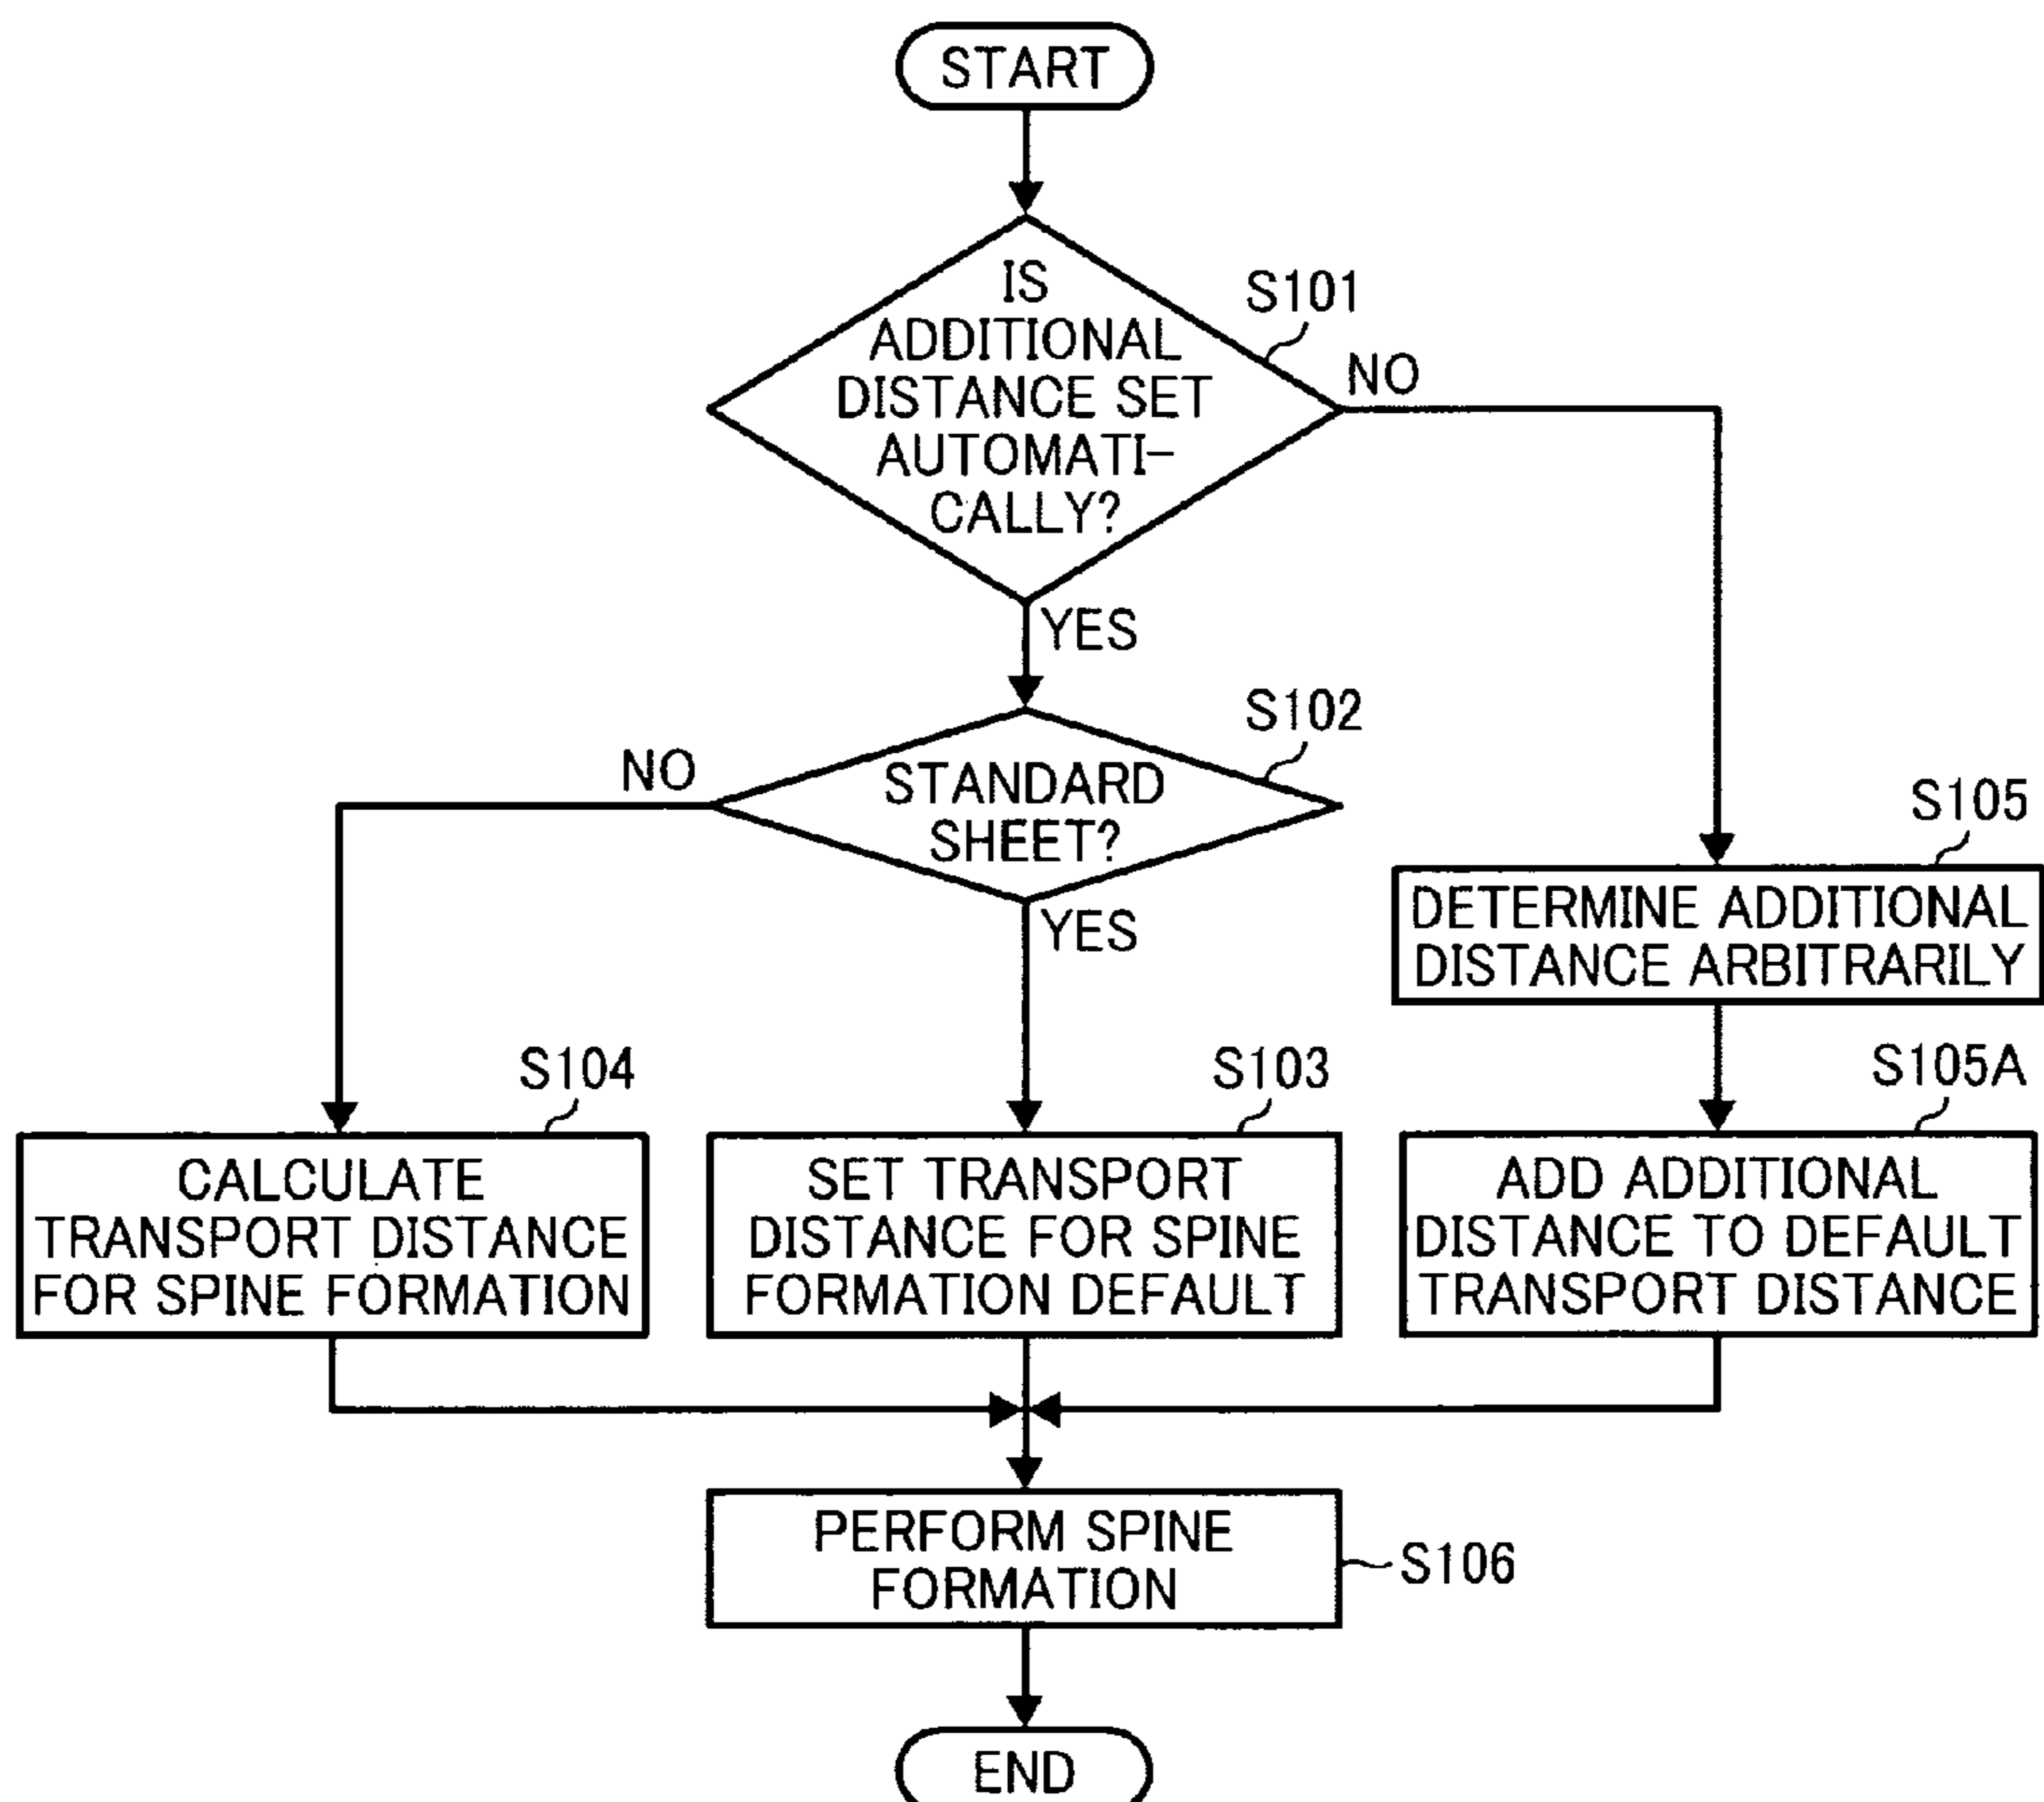 START
IS
ADDITIONAL
DISTANCE SET
AUTOMATI-
CALLY?
S101
NO
YES
S102
NO
STANDARD
SHEET?
YES
S105
DETERMINE ADDITIONAL
DISTANCE ARBITRARILY
S104
CALCULATE
TRANSPORT DISTANCE
FOR SPINE FORMATION
S103
SET TRANSPORT
DISTANCE FOR SPINE
FORMATION DEFAULT
S105A
ADD ADDITIONAL
DISTANCE TO DEFAULT
TRANSPORT DISTANCE
PERFORM SPINE
FORMATION
S106
END